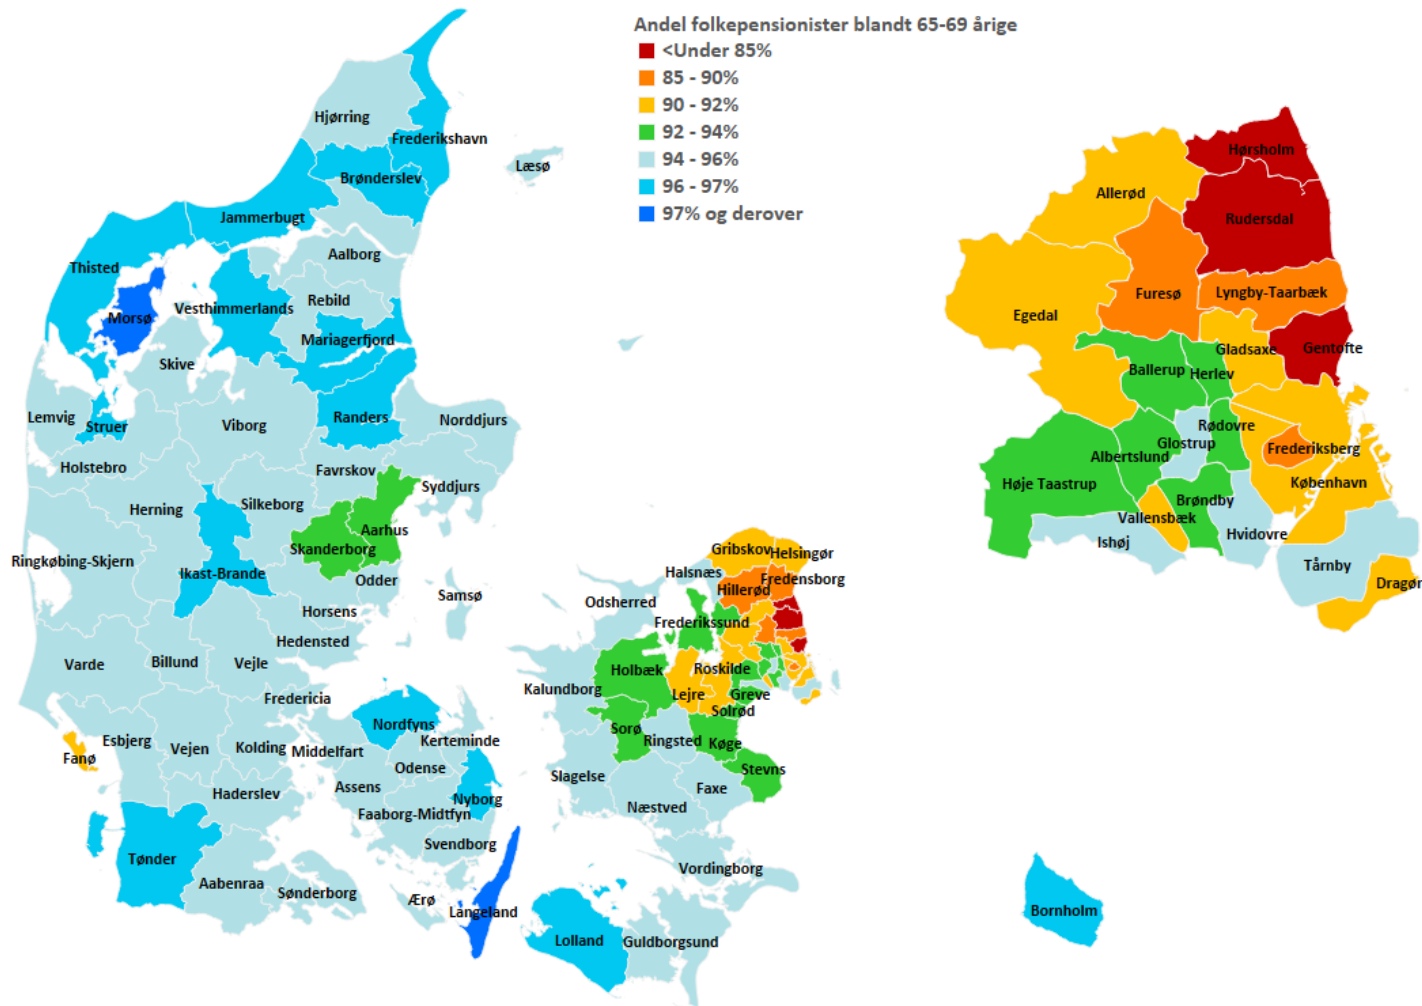 Andel folkepensionister blandt 65-69 årige
<Under 85%
85 - 90%
90 - 92%
92 - 94%
94 - 96%
96 - 97%
97% og derover
Hjørring
Frederikshavn
Læsø
Brønderslev
Jammerbugt
Aalborg
Thisted
Rebild
Vesthimmerlands
Morsø
Mariagerfjord
Skive
Lemvig
Struer
Viborg
Randers
Norddjurs
Holstebro
Favrskov
Syddjurs
Herning
Silkeborg
Aarhus
Skanderborg
Ringkøbing-Skjern
Ikast-Brande
Odder
Samsø
Horsens
Hedensted
Varde
Billund
Vejle
Fredericia
Fanø
Esbjerg
Vejen
Kolding
Middelfart
Nordfyns
Kerteminde
Odense
Assens
Nyborg
Haderslev
Faaborg-Midtfyn
Svendborg
Tønder
Aabenraa
Sønderborg
Ærø
Langeland
Gribskov
Helsingør
Halsnæs
Fredensborg
Hillerød
Odsherred
Frederikssund
Holbæk
Roskilde
Kalundborg
Lejre
Greve
Solrød
Sorø
Ringsted
Køge
Stevns
Slagelse
Faxe
Næstved
Vordingborg
Lolland
Guldborgsund
Hørsholm
Allerød
Rudersdal
Furesø
Lyngby-Taarbæk
Egedal
Gladsaxe
Gentofte
Ballerup
Herlev
Rødovre
Glostrup
Frederiksberg
Albertslund
Høje Taastrup
København
Brøndby
Vallensbæk
Hvidovre
Ishøj
Tårnby
Dragør
Bornholm